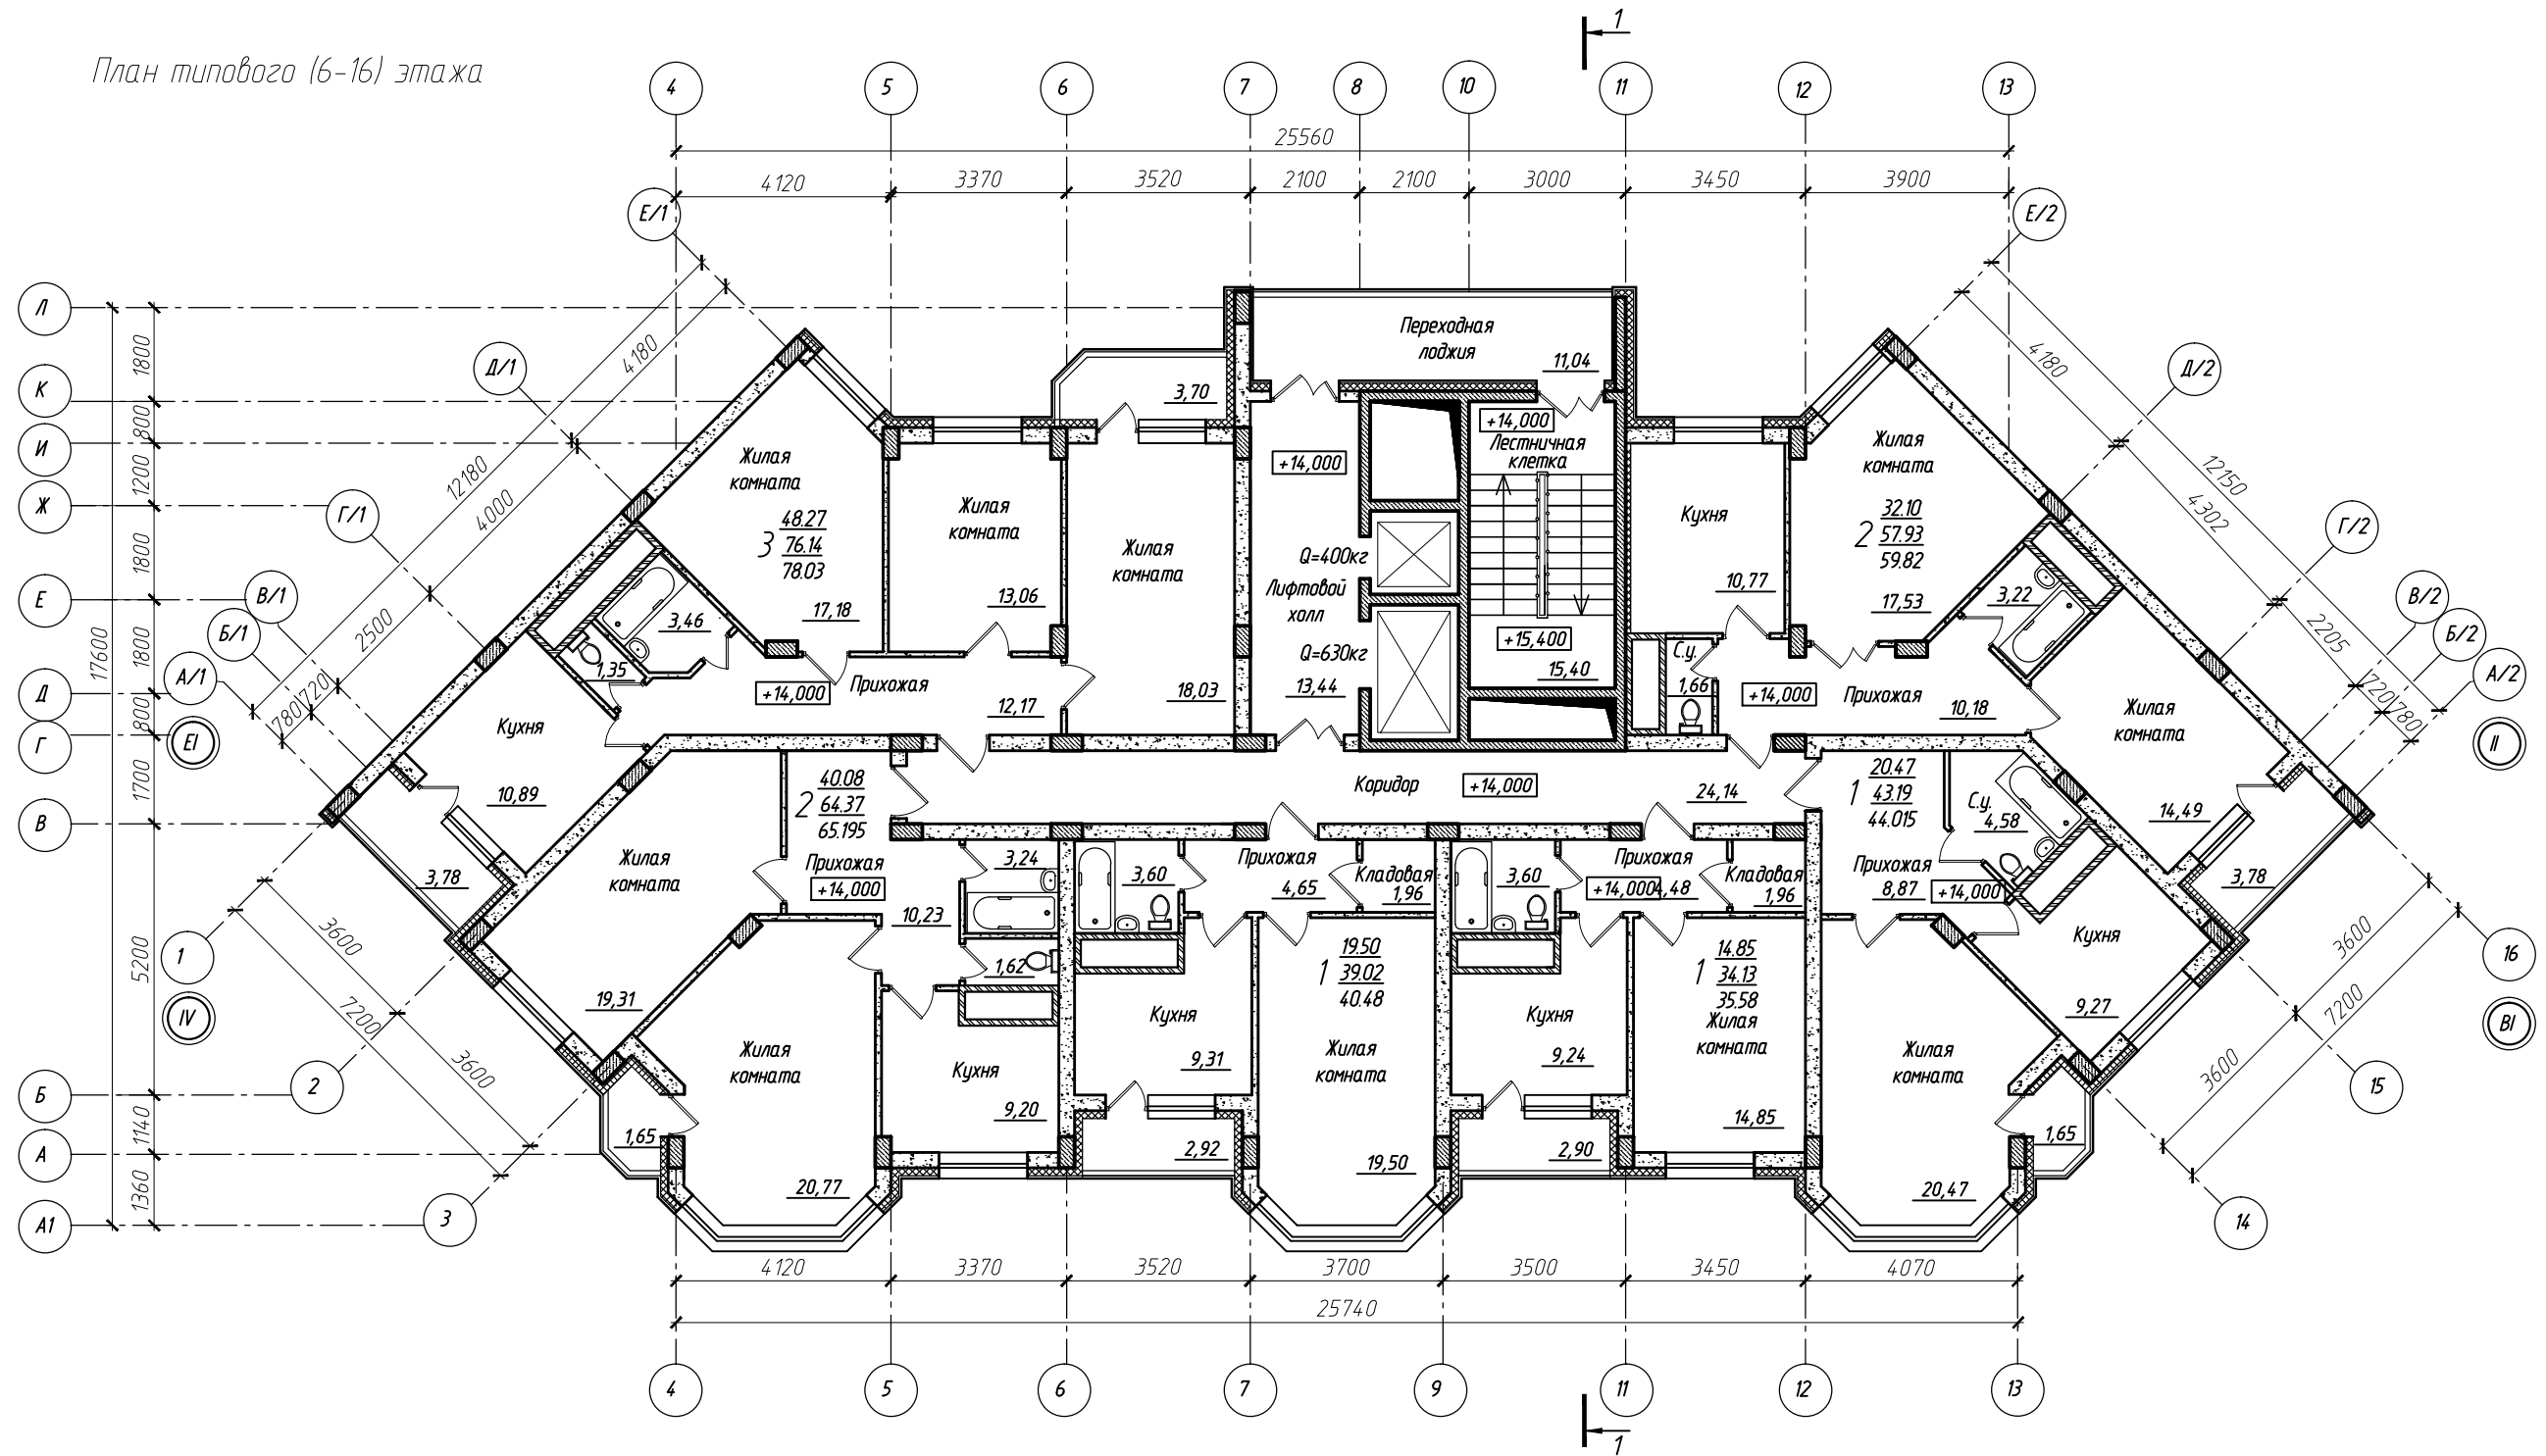 1
План типового (6-16) этажа
4
5
6
7
8
10
11
12
13
25560
4120
3370
3520
2100
2100
3000
3450
3900
Е/1
Е/2
Л
К
И
Ж
Е
Д
Г
В
Б
А
А1
17600
1800
800
1200
1800
1800
800
1700
5200
1140
1360
Д/1
Г/1
В/1
Б/1
А/1
12180
4180
4000
2500
720
780
Д/2
Г/2
В/2
Б/2
А/2
12150
4180
4302
2205
720
780
EI
IV
II
BI
Переходная
лоджия
11,04
3,70
+14,000
Лестничная
клетка
+14,000
Жилая
комната
48.27
3 76.14
78.03
17,18
Жилая
комната
13,06
Жилая
комната
18,03
Q=400кг
Лифтовой
холл
Q=630кг
13,44
+15,400
15,40
Кухня
10,77
Жилая
комната
32.10
2 57.93
59.82
17,53
3,22
3,46
1,35
+14,000
Прихожая
12,17
С.у.
1,66
+14,000
Прихожая
10,18
Жилая
комната
14,49
Кухня
10,89
3,78
Коридор
+14,000
24,14
40.08
2 64.37
65.195
Прихожая
+14,000
10,23
Жилая
комната
19,31
3,24
1,62
3,60
Прихожая
4,65
Кладовая
1,96
3,60
Прихожая
+14,000
4,48
Кладовая
1,96
20.47
1 43.19
44.015
С.у.
4,58
Прихожая
8,87
+14,000
3,78
Кухня
9,27
Жилая
комната
20,77
1,65
Кухня
9,20
Кухня
9,31
2,92
19.50
1 39.02
40.48
Жилая
комната
19,50
Кухня
9,24
2,90
14.85
1 34.13
35.58
Жилая
комната
14,85
Жилая
комната
20,47
1,65
1
2
3
3600
7200
3600
16
15
14
3600
7200
3600
4120
3370
3520
3700
3500
3450
4070
25740
4
5
6
7
9
11
12
13
1